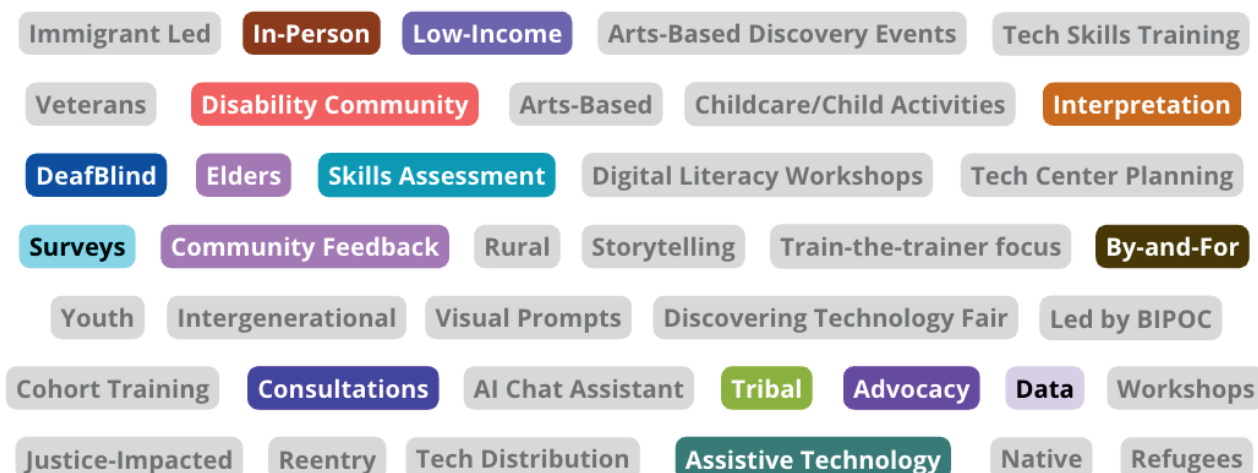 Immigrant Led In-Person Low-Income Arts-Based Discovery Events Tech Skills Training
Veterans Disability Community Arts-Based Childcare/Child Activities Interpretation
DeafBlind Elders Skills Assessment Digital Literacy Workshops Tech Center Planning
Surveys Community Feedback Rural Storytelling Train-the-trainer focus By-and-For
Youth Intergenerational Visual Prompts Discovering Technology Fair Led by BIPOC
Cohort Training Consultations AI Chat Assistant Tribal Advocacy Data Workshops
Justice-Impacted Reentry Tech Distribution Assistive Technology Native Refugees